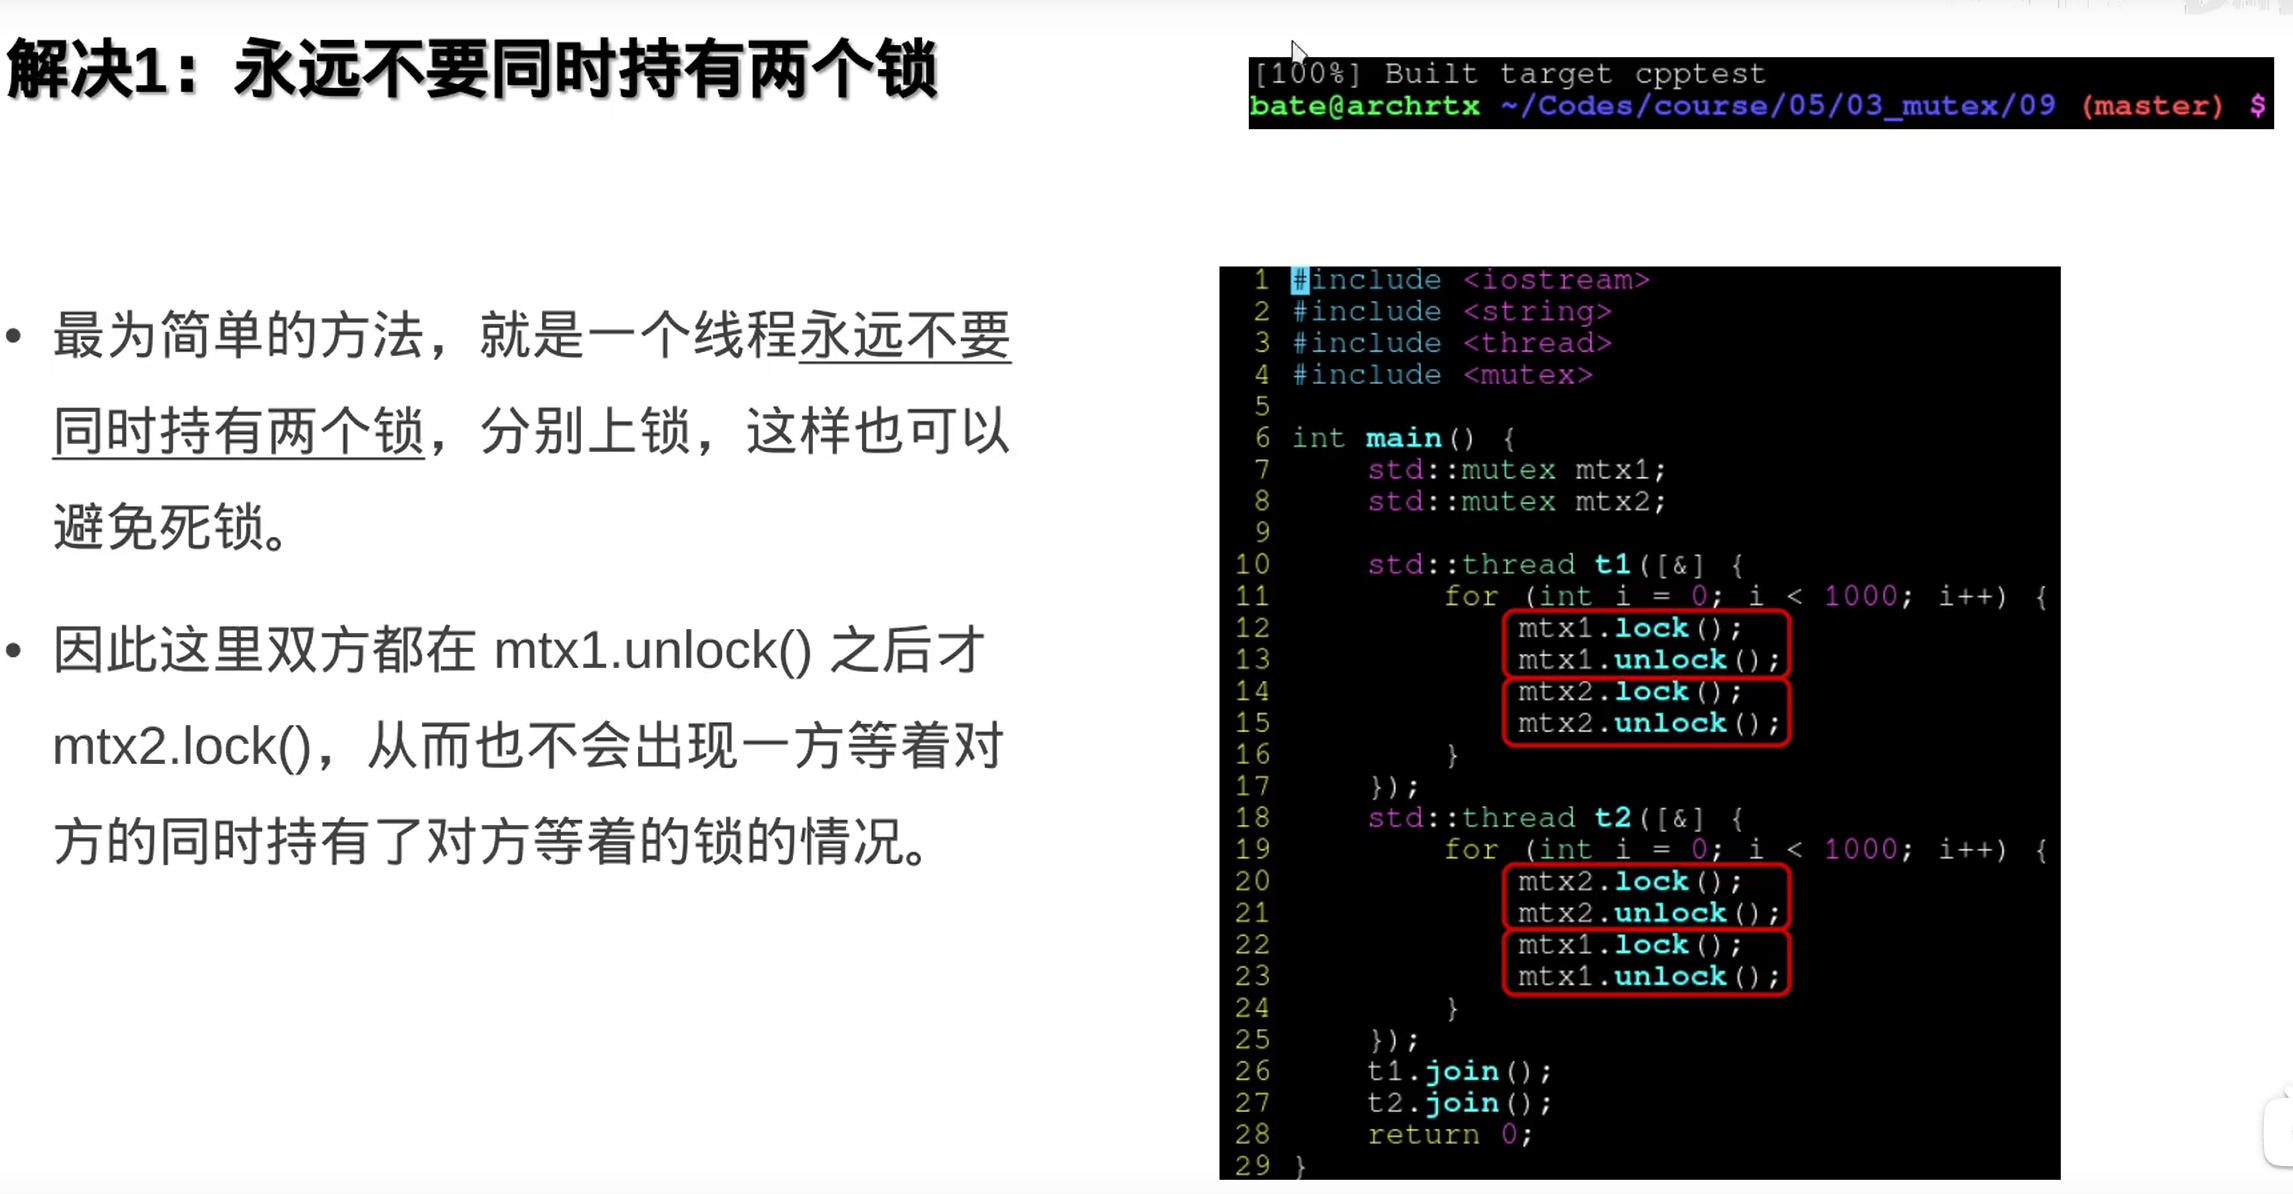 解决1：永远不要同时持有两个锁
[100%] Built target cpptest
bate@archrtx ~/Codes/course/05/03_mutex/09 (master) $
• 最为简单的方法，就是一个线程永远不要
同时持有两个锁，分别上锁，这样也可以
避免死锁。
• 因此这里双方都在 mtx1.unlock() 之后才
mtx2.lock()，从而也不会出现一方等着对
方的同时持有了对方等着的锁的情况。
1 #include <iostream>
2 #include <string>
3 #include <thread>
4 #include <mutex>
5
6 int main() {
7     std::mutex mtx1;
8     std::mutex mtx2;
9
10     std::thread t1([&] {
11         for (int i = 0; i < 1000; i++) {
12             mtx1.lock();
13             mtx1.unlock();
14             mtx2.lock();
15             mtx2.unlock();
16         }
17     });
18     std::thread t2([&] {
19         for (int i = 0; i < 1000; i++) {
20             mtx2.lock();
21             mtx2.unlock();
22             mtx1.lock();
23             mtx1.unlock();
24         }
25     });
26     t1.join();
27     t2.join();
28     return 0;
29 }